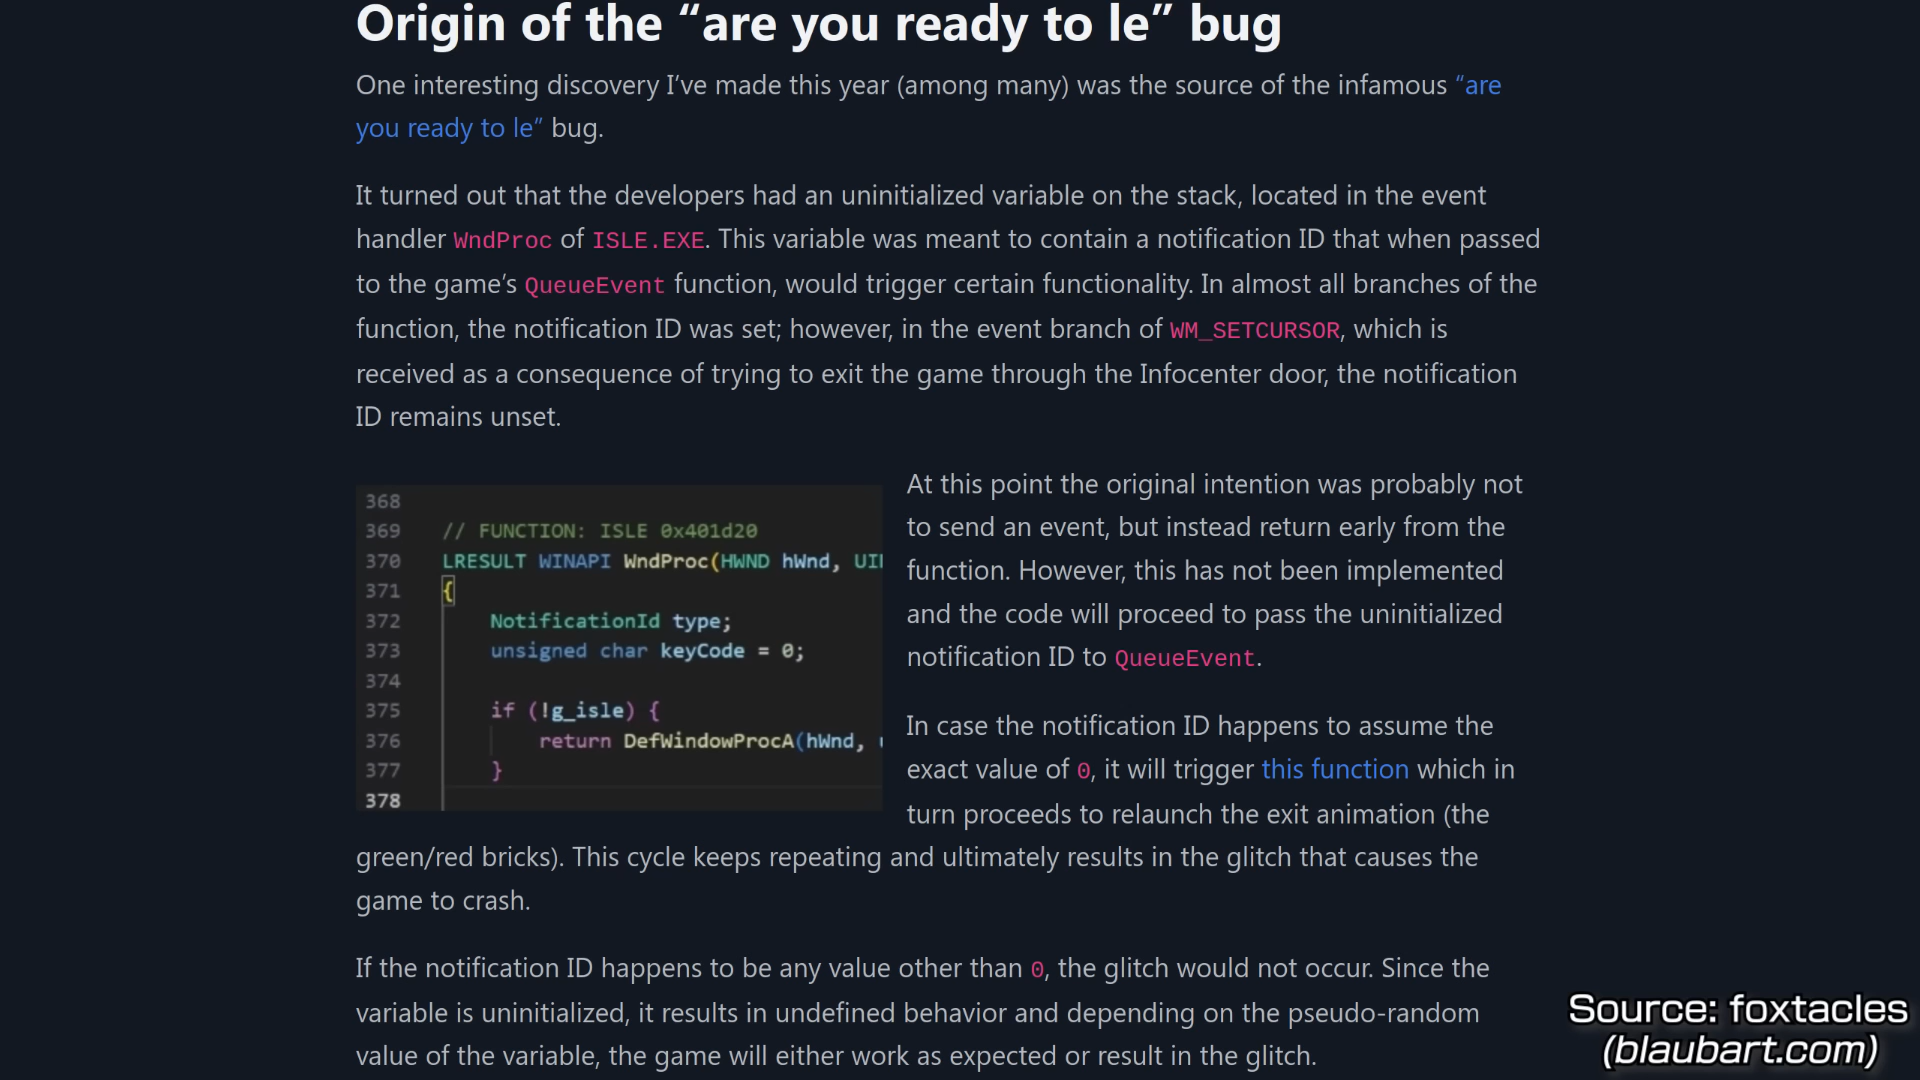 Origin of the “are you ready to le” bug
One interesting discovery I’ve made this year (among many) was the source of the infamous “are
you ready to le” bug.
It turned out that the developers had an uninitialized variable on the stack, located in the event
handler WndProc of ISLE.EXE. This variable was meant to contain a notification ID that when passed
to the game’s QueueEvent function, would trigger certain functionality. In almost all branches of the
function, the notification ID was set; however, in the event branch of WM_SETCURSOR, which is
received as a consequence of trying to exit the game through the Infocenter door, the notification
ID remains unset.
368
369 // FUNCTION: ISLE 0x401d20
370 LRESULT WINAPI WndProc(HWND hWnd, UI
371 {
372 NotificationId type;
373 unsigned char keyCode = 0;
374
375 if (!g_isle) {
376 return DefWindowProcA(hWnd,
377 }
378
At this point the original intention was probably not
to send an event, but instead return early from the
function. However, this has not been implemented
and the code will proceed to pass the uninitialized
notification ID to QueueEvent.
In case the notification ID happens to assume the
exact value of 0, it will trigger this function which in
turn proceeds to relaunch the exit animation (the
green/red bricks). This cycle keeps repeating and ultimately results in the glitch that causes the
game to crash.
If the notification ID happens to be any value other than 0, the glitch would not occur. Since the
variable is uninitialized, it results in undefined behavior and depending on the pseudo-random
value of the variable, the game will either work as expected or result in the glitch.
Source: foxtacles
(blaubart.com)